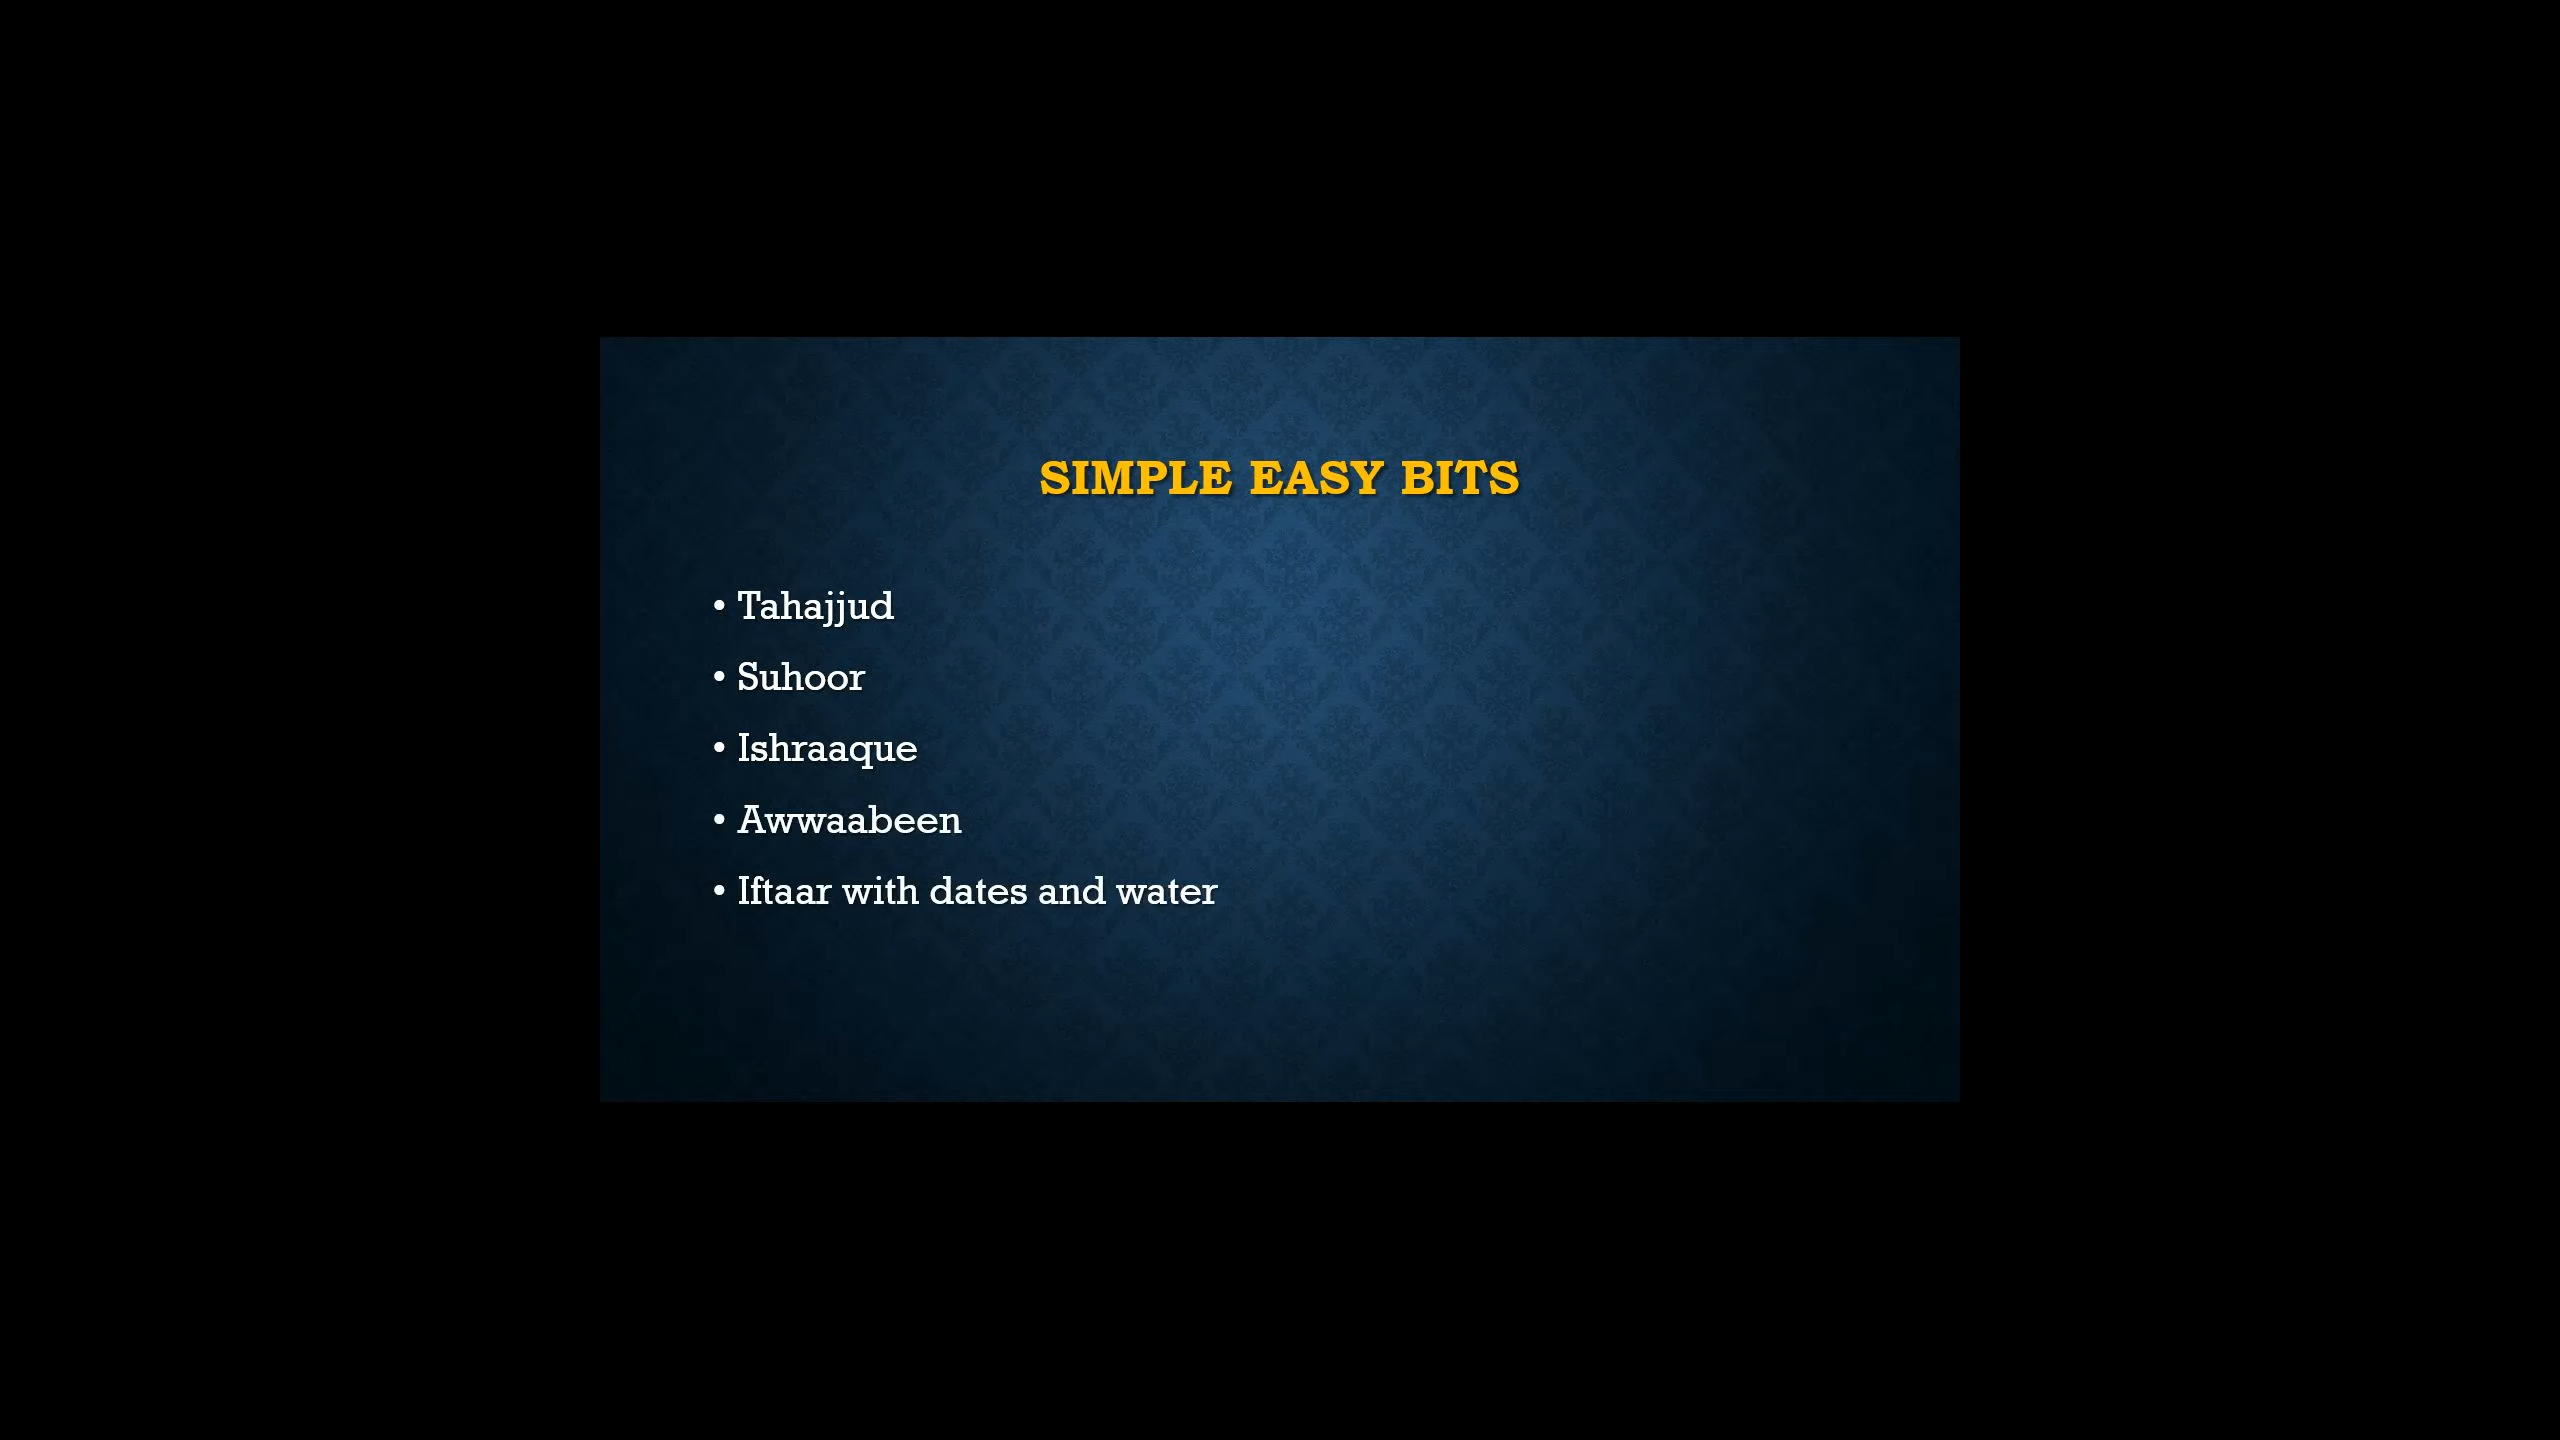 SIMPLE EASY BITS
• Tahajjud
• Suhoor
• Ishraaque
• Awwaabeen
• Iftaar with dates and water